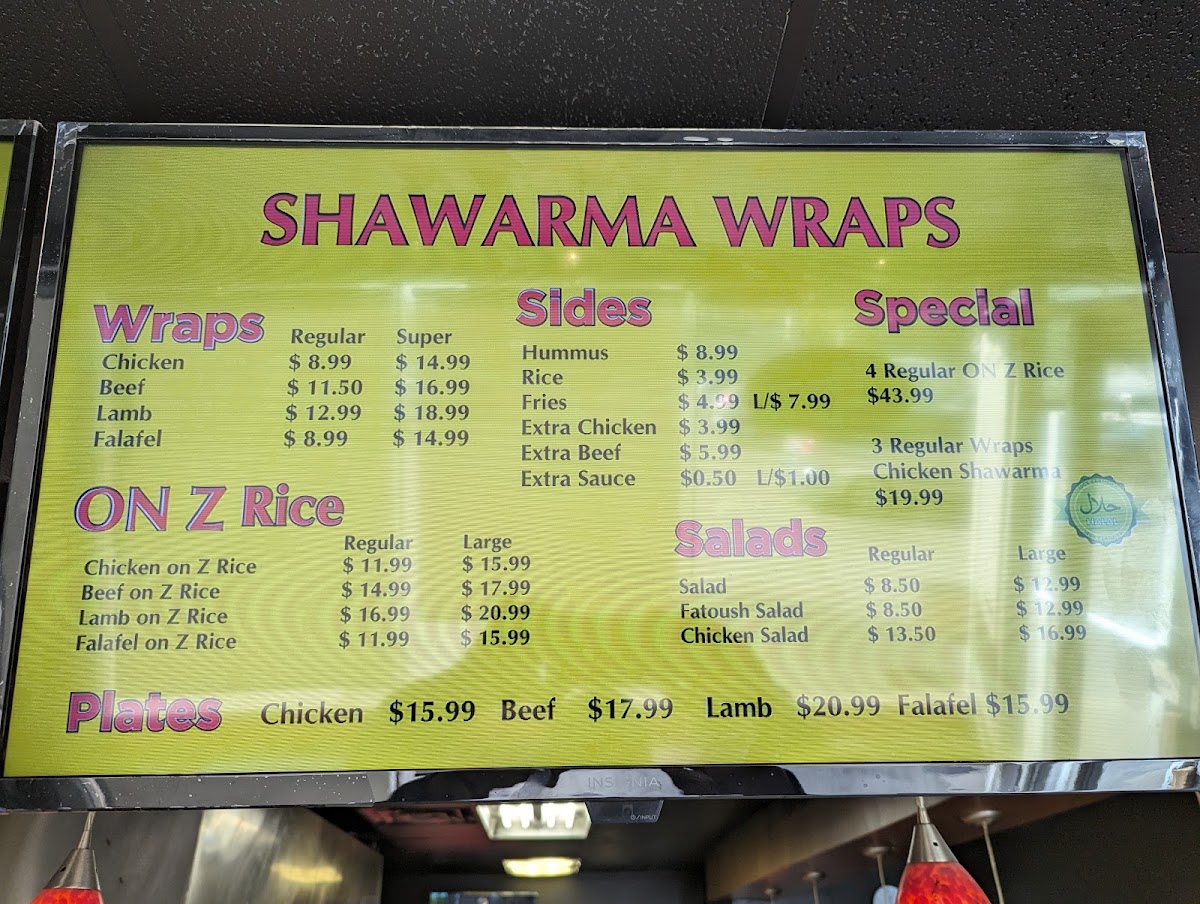 SHAWARMA WRAPS
Wraps Regular Super
Chicken $ 8.99 $ 14.99
Beef $ 11.50 $ 16.99
Lamb $ 12.99 $ 18.99
Falafel $ 8.99 $ 14.99
ON Z Rice
Regular Large
Chicken on Z Rice $ 11.99 $ 15.99
Beef on Z Rice $ 14.99 $ 17.99
Lamb on Z Rice $ 16.99 $ 20.99
Falafel on Z Rice $ 11.99 $ 15.99
Sides
Hummus $ 8.99
Rice $ 3.99
Fries $ 4.99 L/$ 7.99
Extra Chicken $ 3.99
Extra Beef $ 5.99
Extra Sauce $0.50 L/$1.00
Special
4 Regular ON Z Rice
$43.99
3 Regular Wraps
Chicken Shawarma
$19.99
حلال
HALAL
Salads Regular Large
Salad $ 8.50 $ 12.99
Fatoush Salad $ 8.50 $ 12.99
Chicken Salad $ 13.50 $ 16.99
Plates Chicken $15.99 Beef $17.99 Lamb $20.99 Falafel $15.99
INSIGNIA
/INPUT